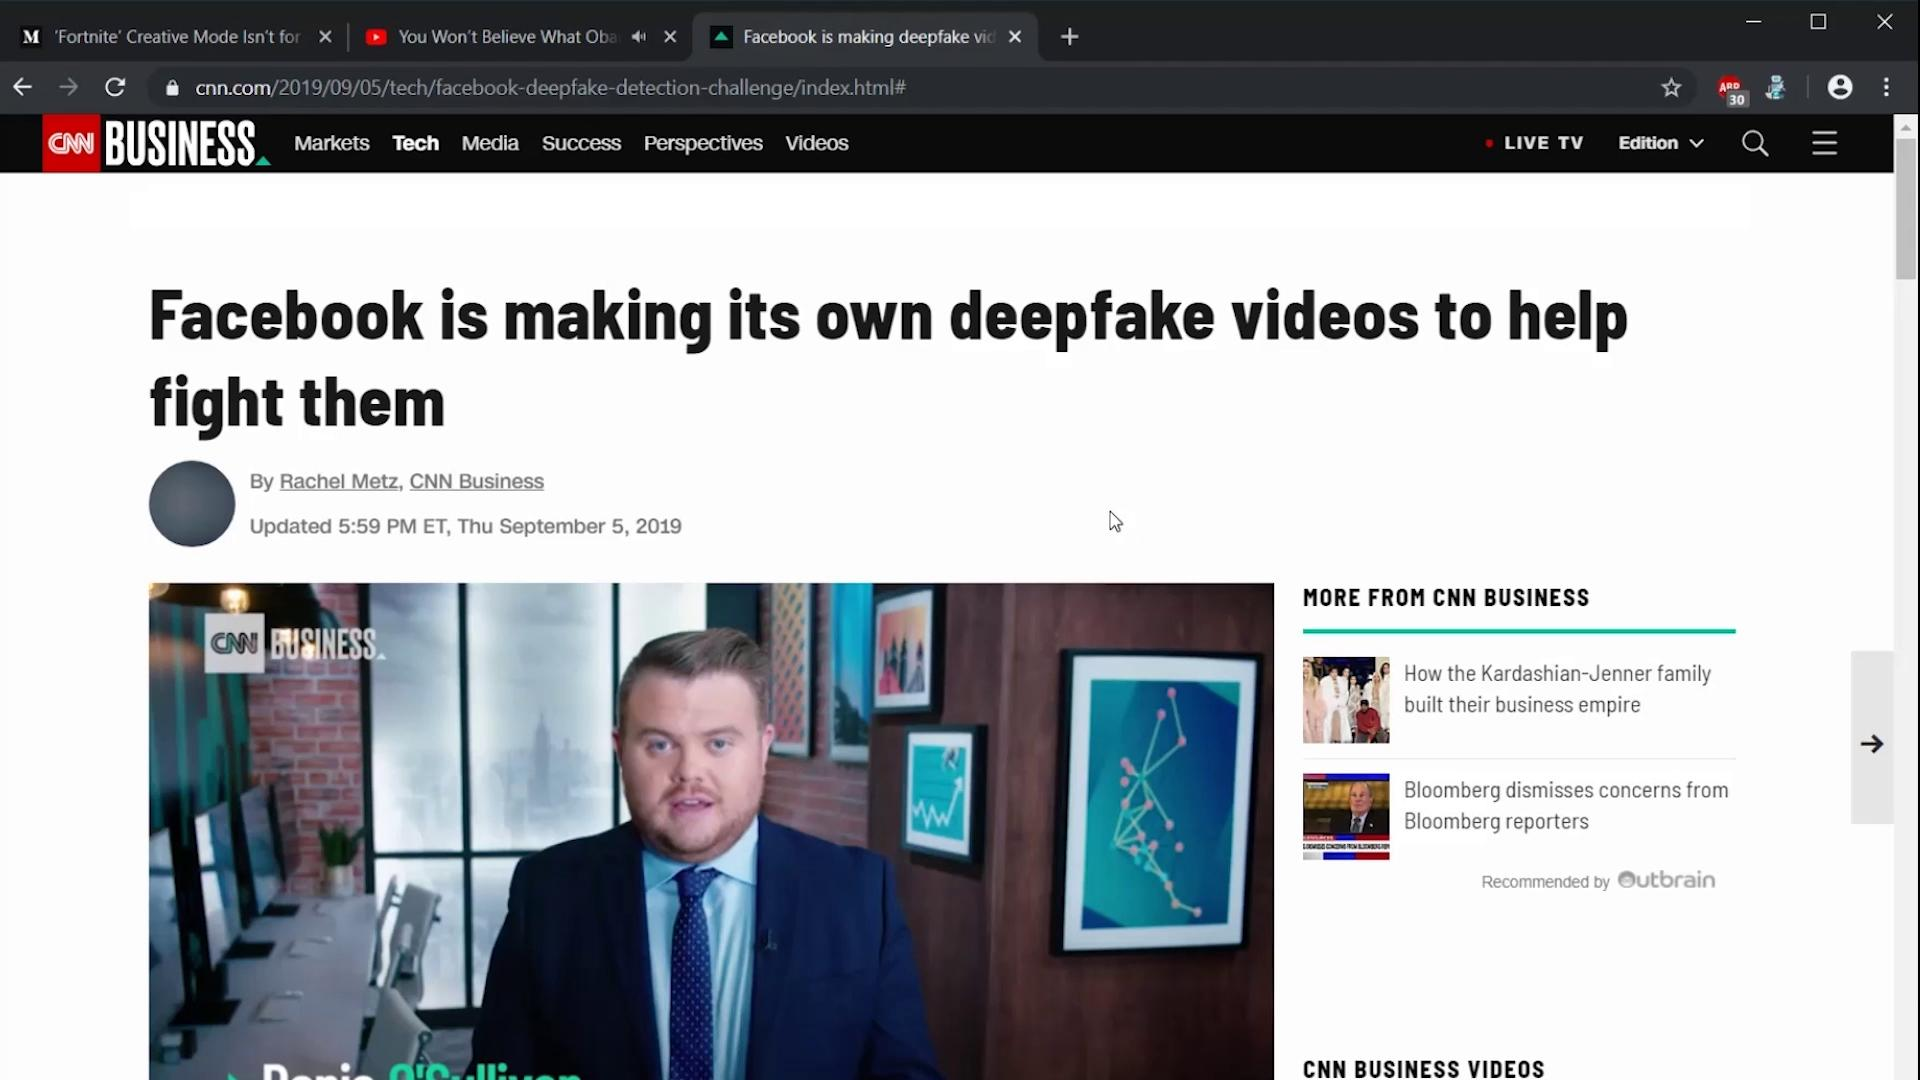 'Fortnite' Creative Mode Isn't for
You Won't Believe What Oba
Facebook is making deepfake vid
cnn.com/2019/09/05/tech/facebook-deepfake-detection-challenge/index.html#
ABP
30
CNN BUSINESS
Markets
Tech
Media
Success
Perspectives
Videos
LIVE TV
Edition
Facebook is making its own deepfake videos to help
fight them
By Rachel Metz, CNN Business
Updated 5:59 PM ET, Thu September 5, 2019
CNN BUSINESS
O'Sullivan
MORE FROM CNN BUSINESS
How the Kardashian-Jenner family
built their business empire
Bloomberg dismisses concerns from
Bloomberg reporters
Recommended by Outbrain
CNN BUSINESS VIDEOS